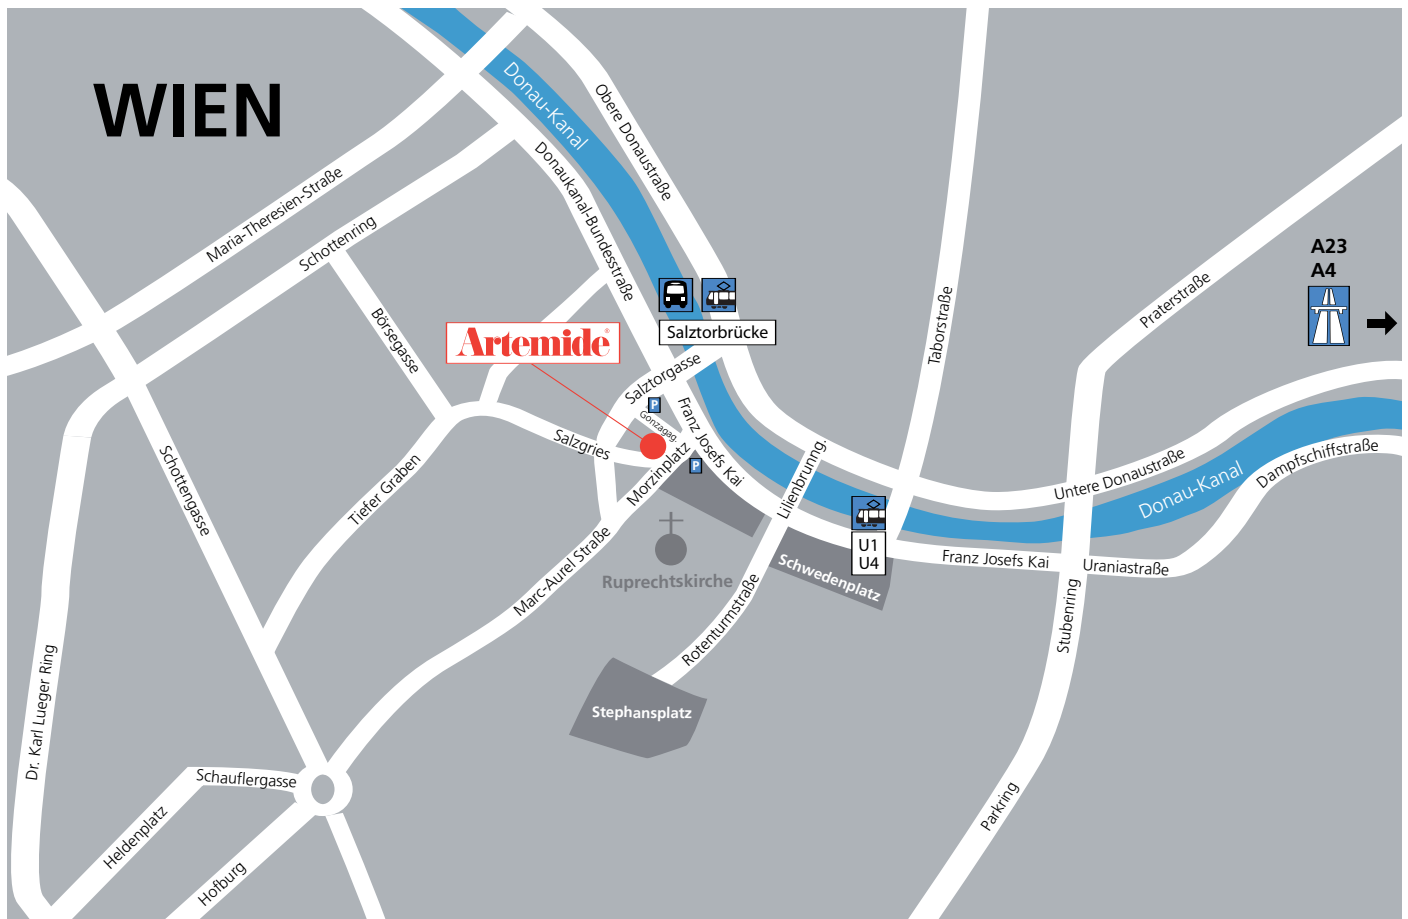 WIEN
Donau-Kanal
Obere Donaustraße
Donaukanal-Bundesstraße
Maria-Theresien-Straße
Schottenring
A23
A4
Praterstraße
Taborstraße
Börsegasse
Artemide®
Salztorbrücke
Salztorgasse
P
Gonzagag.
Franz Josefs Kai
Salzgries
Morzinplatz
P
Schottengasse
Tiefer Graben
Lilienbrunng.
Untere Donaustraße
Donau-Kanal
Dampfschiffstraße
U1
U4
Franz Josefs Kai
Uraniastraße
Marc-Aurel Straße
Ruprechtskirche
Schwedenplatz
Rotenturmstraße
Stubenring
Stephansplatz
Dr. Karl Lueger Ring
Schauflergasse
Heldenplatz
Hofburg
Parkring